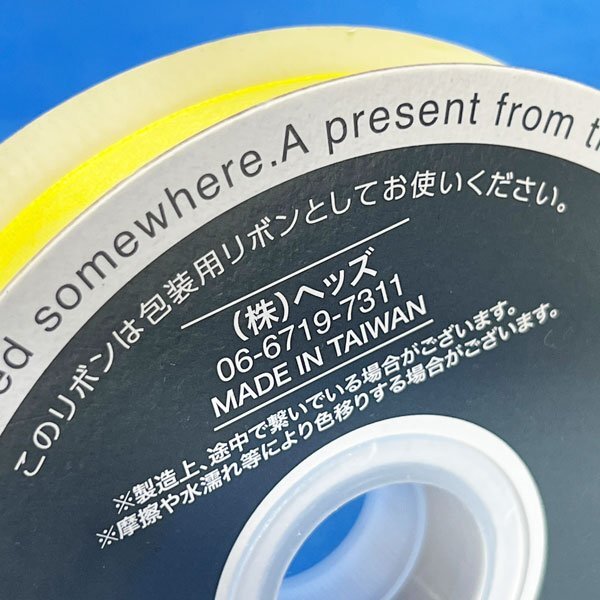 ed somewhere.A present from t
このリボンは包装用リボンとしてお使いください。
(株)ヘッズ
06-6719-7311
MADE IN TAIWAN
※製造上、途中で繋いでいる場合がございます。
※摩擦や水濡れ等により色移りする場合がございます。